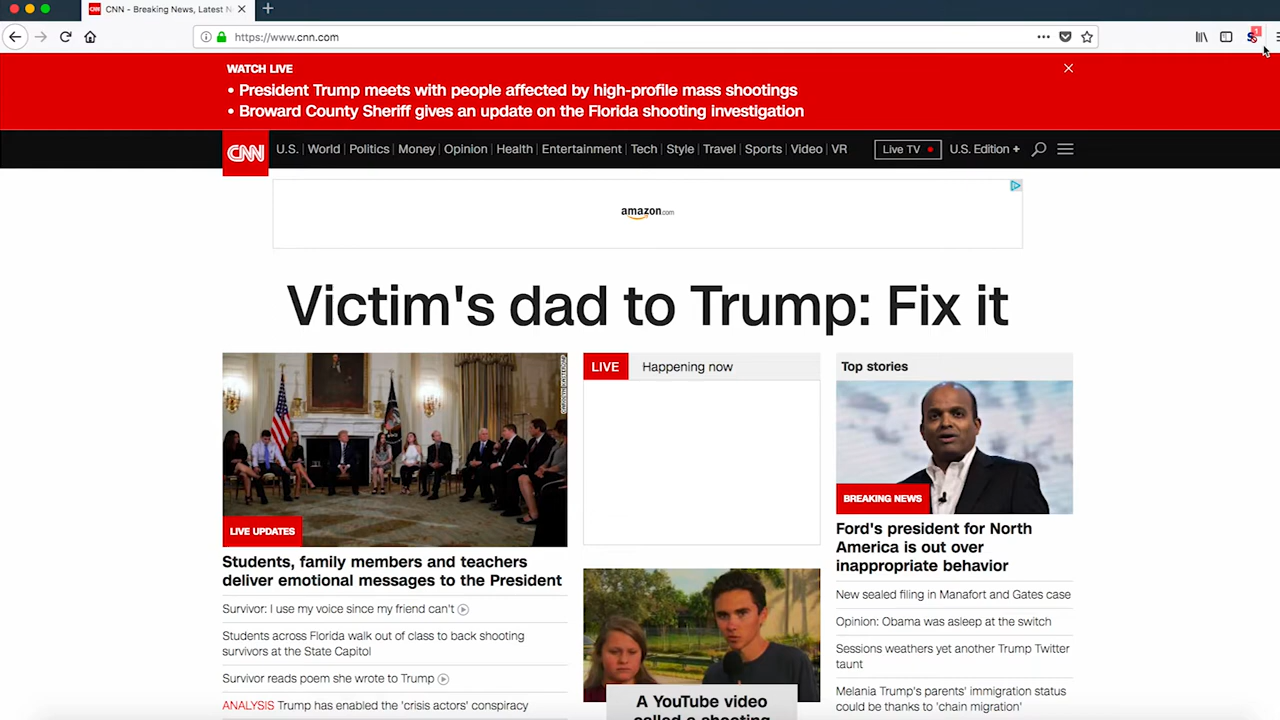 CNN - Breaking News, Latest N
https://www.cnn.com
WATCH LIVE
• President Trump meets with people affected by high-profile mass shootings
• Broward County Sheriff gives an update on the Florida shooting investigation
CNN
U.S. World Politics Money Opinion Health Entertainment Tech Style Travel Sports Video VR
Live TV
U.S. Edition +
amazon.com
Victim's dad to Trump: Fix it
LIVE UPDATES
Students, family members and teachers
deliver emotional messages to the President
Survivor: I use my voice since my friend can't
Students across Florida walk out of class to back shooting
survivors at the State Capitol
Survivor reads poem she wrote to Trump
ANALYSIS Trump has enabled the 'crisis actors' conspiracy
LIVE Happening now
A YouTube video
called a shooting
Top stories
BREAKING NEWS
Ford's president for North
America is out over
inappropriate behavior
New sealed filing in Manafort and Gates case
Opinion: Obama was asleep at the switch
Sessions weathers yet another Trump Twitter
taunt
Melania Trump's parents' immigration status
could be thanks to 'chain migration'